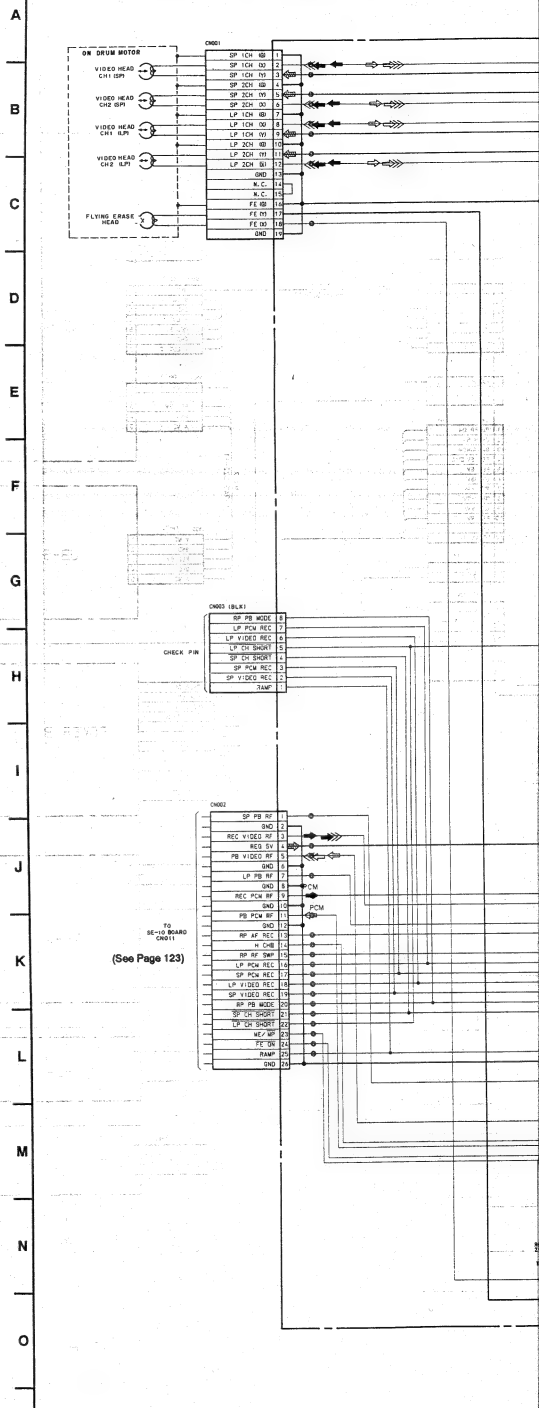 A
CN001
ON DRUM MOTOR
SP 1CH (G) 1
VIDEO HEAD
CH1 (SP)
SP 1CH (X) 2
SP 1CH (Y) 3
SP 2CH (G) 4
B
VIDEO HEAD
CH2 (SP)
SP 2CH (Y) 5
SP 2CH (X) 6
LP 1CH (G) 7
VIDEO HEAD
CH1 (LP)
LP 1CH (X) 8
LP 1CH (Y) 9
LP 2CH (G) 10
VIDEO HEAD
CH2 (LP)
LP 2CH (Y) 11
LP 2CH (X) 12
GND 13
N.C. 14
N.C. 15
C
FE (G) 16
FLYING ERASE
HEAD
FE (Y) 17
FE (X) 18
GND 19
D
E
F
G
CN003 (BLK)
RP PB MODE 8
LP PCM REC 7
LP VIDEO REC 6
CHECK PIN
LP CH SHORT 5
SP CH SHORT 4
H
SP PCM REC 3
SP VIDEO REC 2
RAMP 1
I
CN002
SP PB RF 1
GND 2
REC VIDEO RF 3
REG 5V 4
PB VIDEO RF 5
J
GND 6
LP PB RF 7
GND 8 PCM
REC PCM RF 9
GND 10 PCM
PB PCM RF 11
GND 12
TO
SE-10 BOARD
CN011
RP AF REC 13
K
H CHB 14
(See Page 123)
RP RF SWP 15
LP PCM REC 16
SP PCM REC 17
LP VIDEO REC 18
SP VIDEO REC 19
RP PB MODE 20
SP CH SHORT 21
LP CH SHORT 22
L
ME/MP 23
FE ON 24
RAMP 25
GND 26
M
N
O